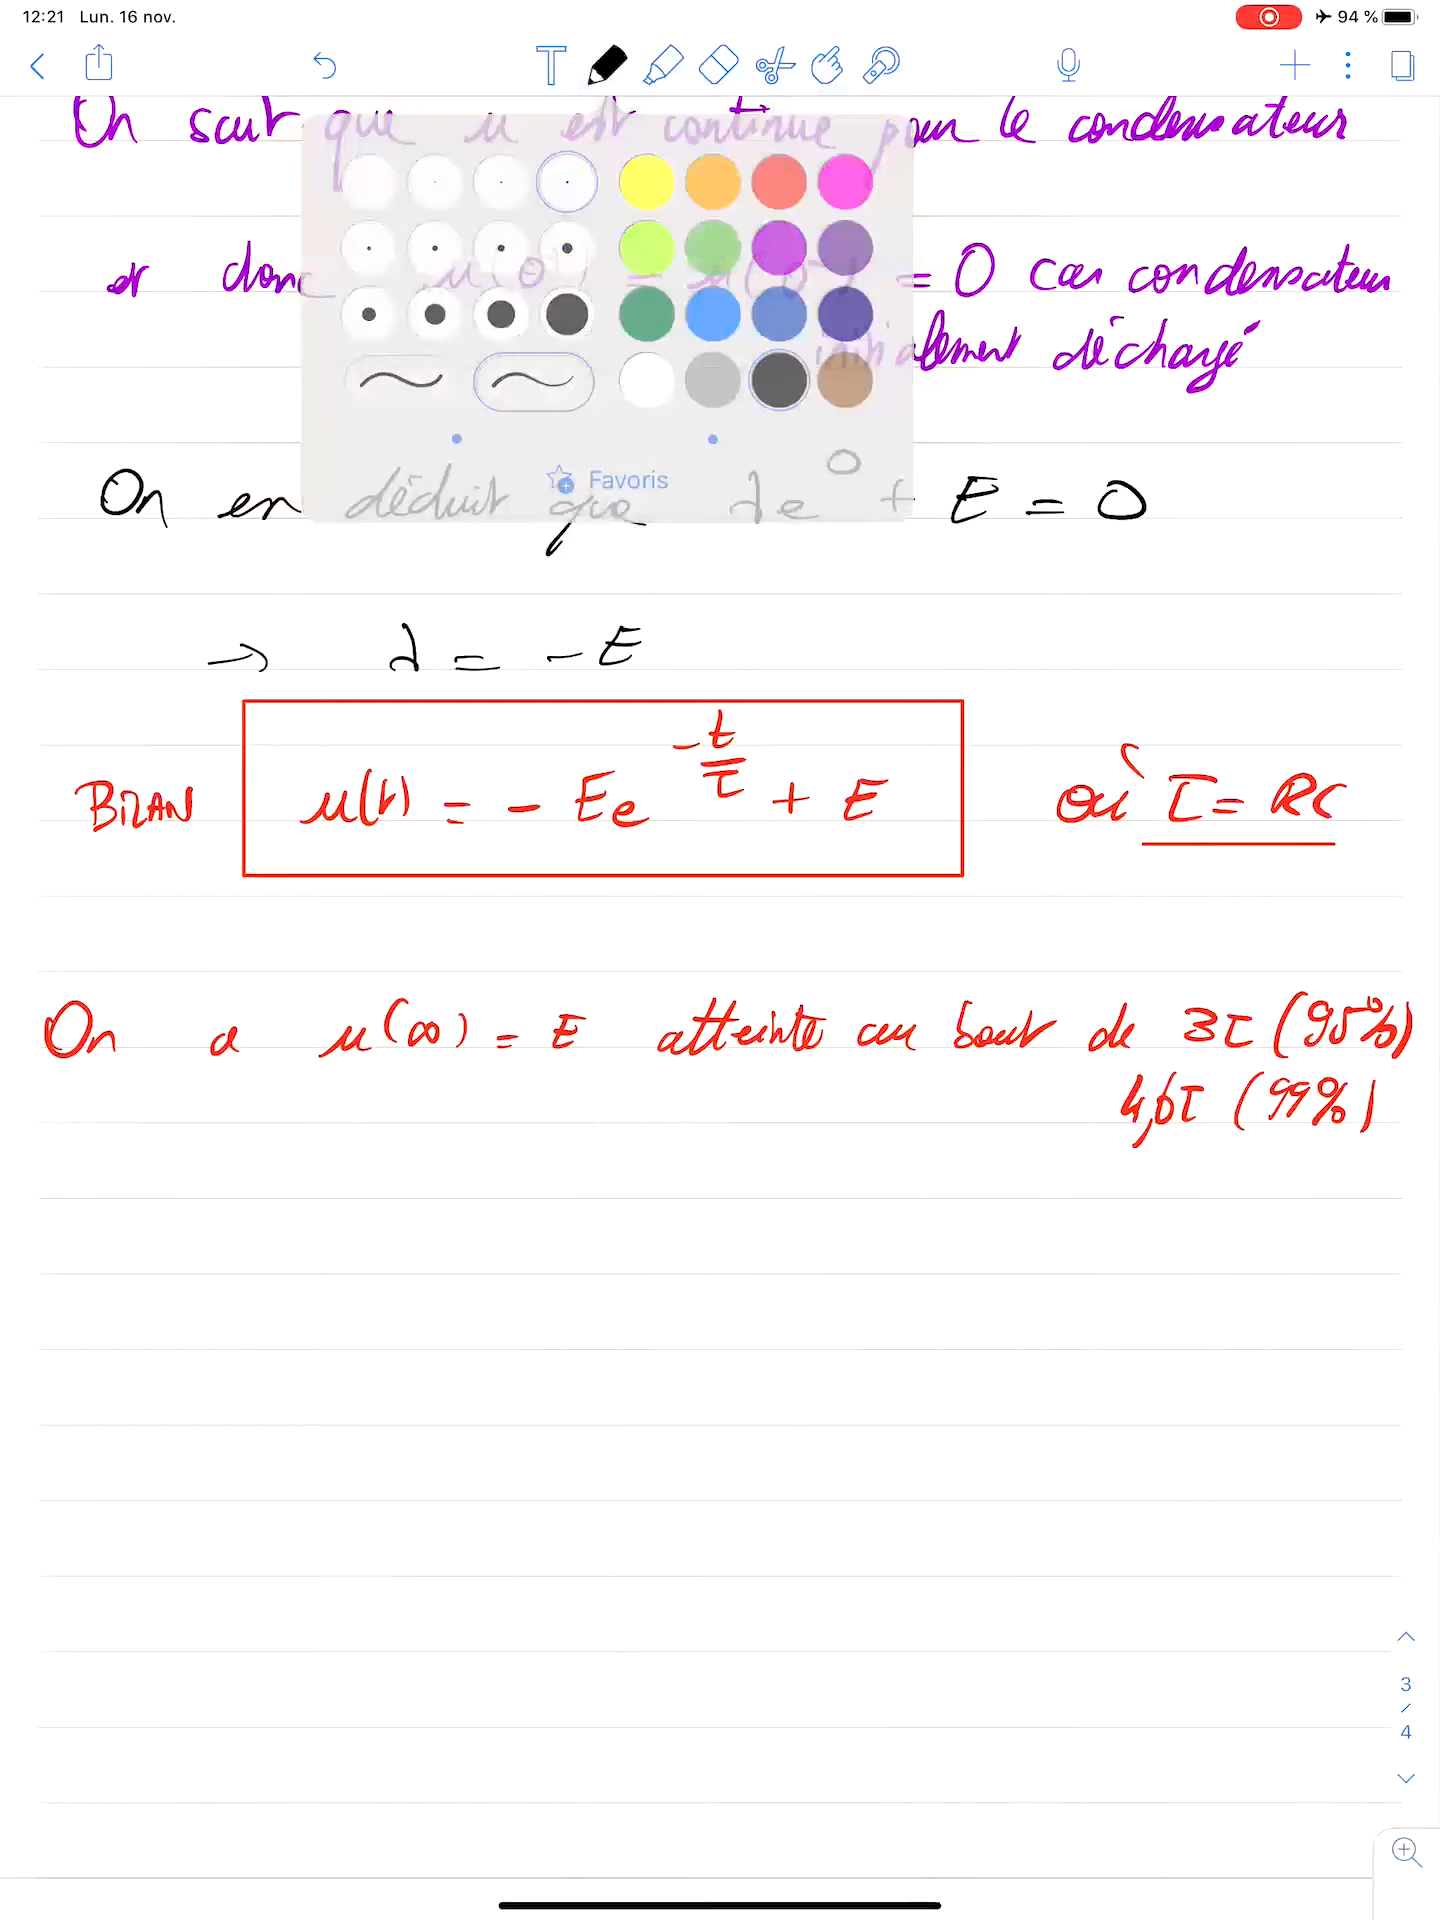 12:21 Lun. 16 nov. 94 %
On sait que u est continue pour le condensateur
et donc u(0⁺) = u(0⁻) = 0 car condensateur
initialement déchargé
Favoris
On en déduit que λe⁰ + E = 0
→ λ = -E
BILAN u(t) = - Ee^(-t/τ) + E où τ = RC
On a u(∞) = E atteinte au bout de 3τ (95%)
4,6τ (99%)
3
/
4